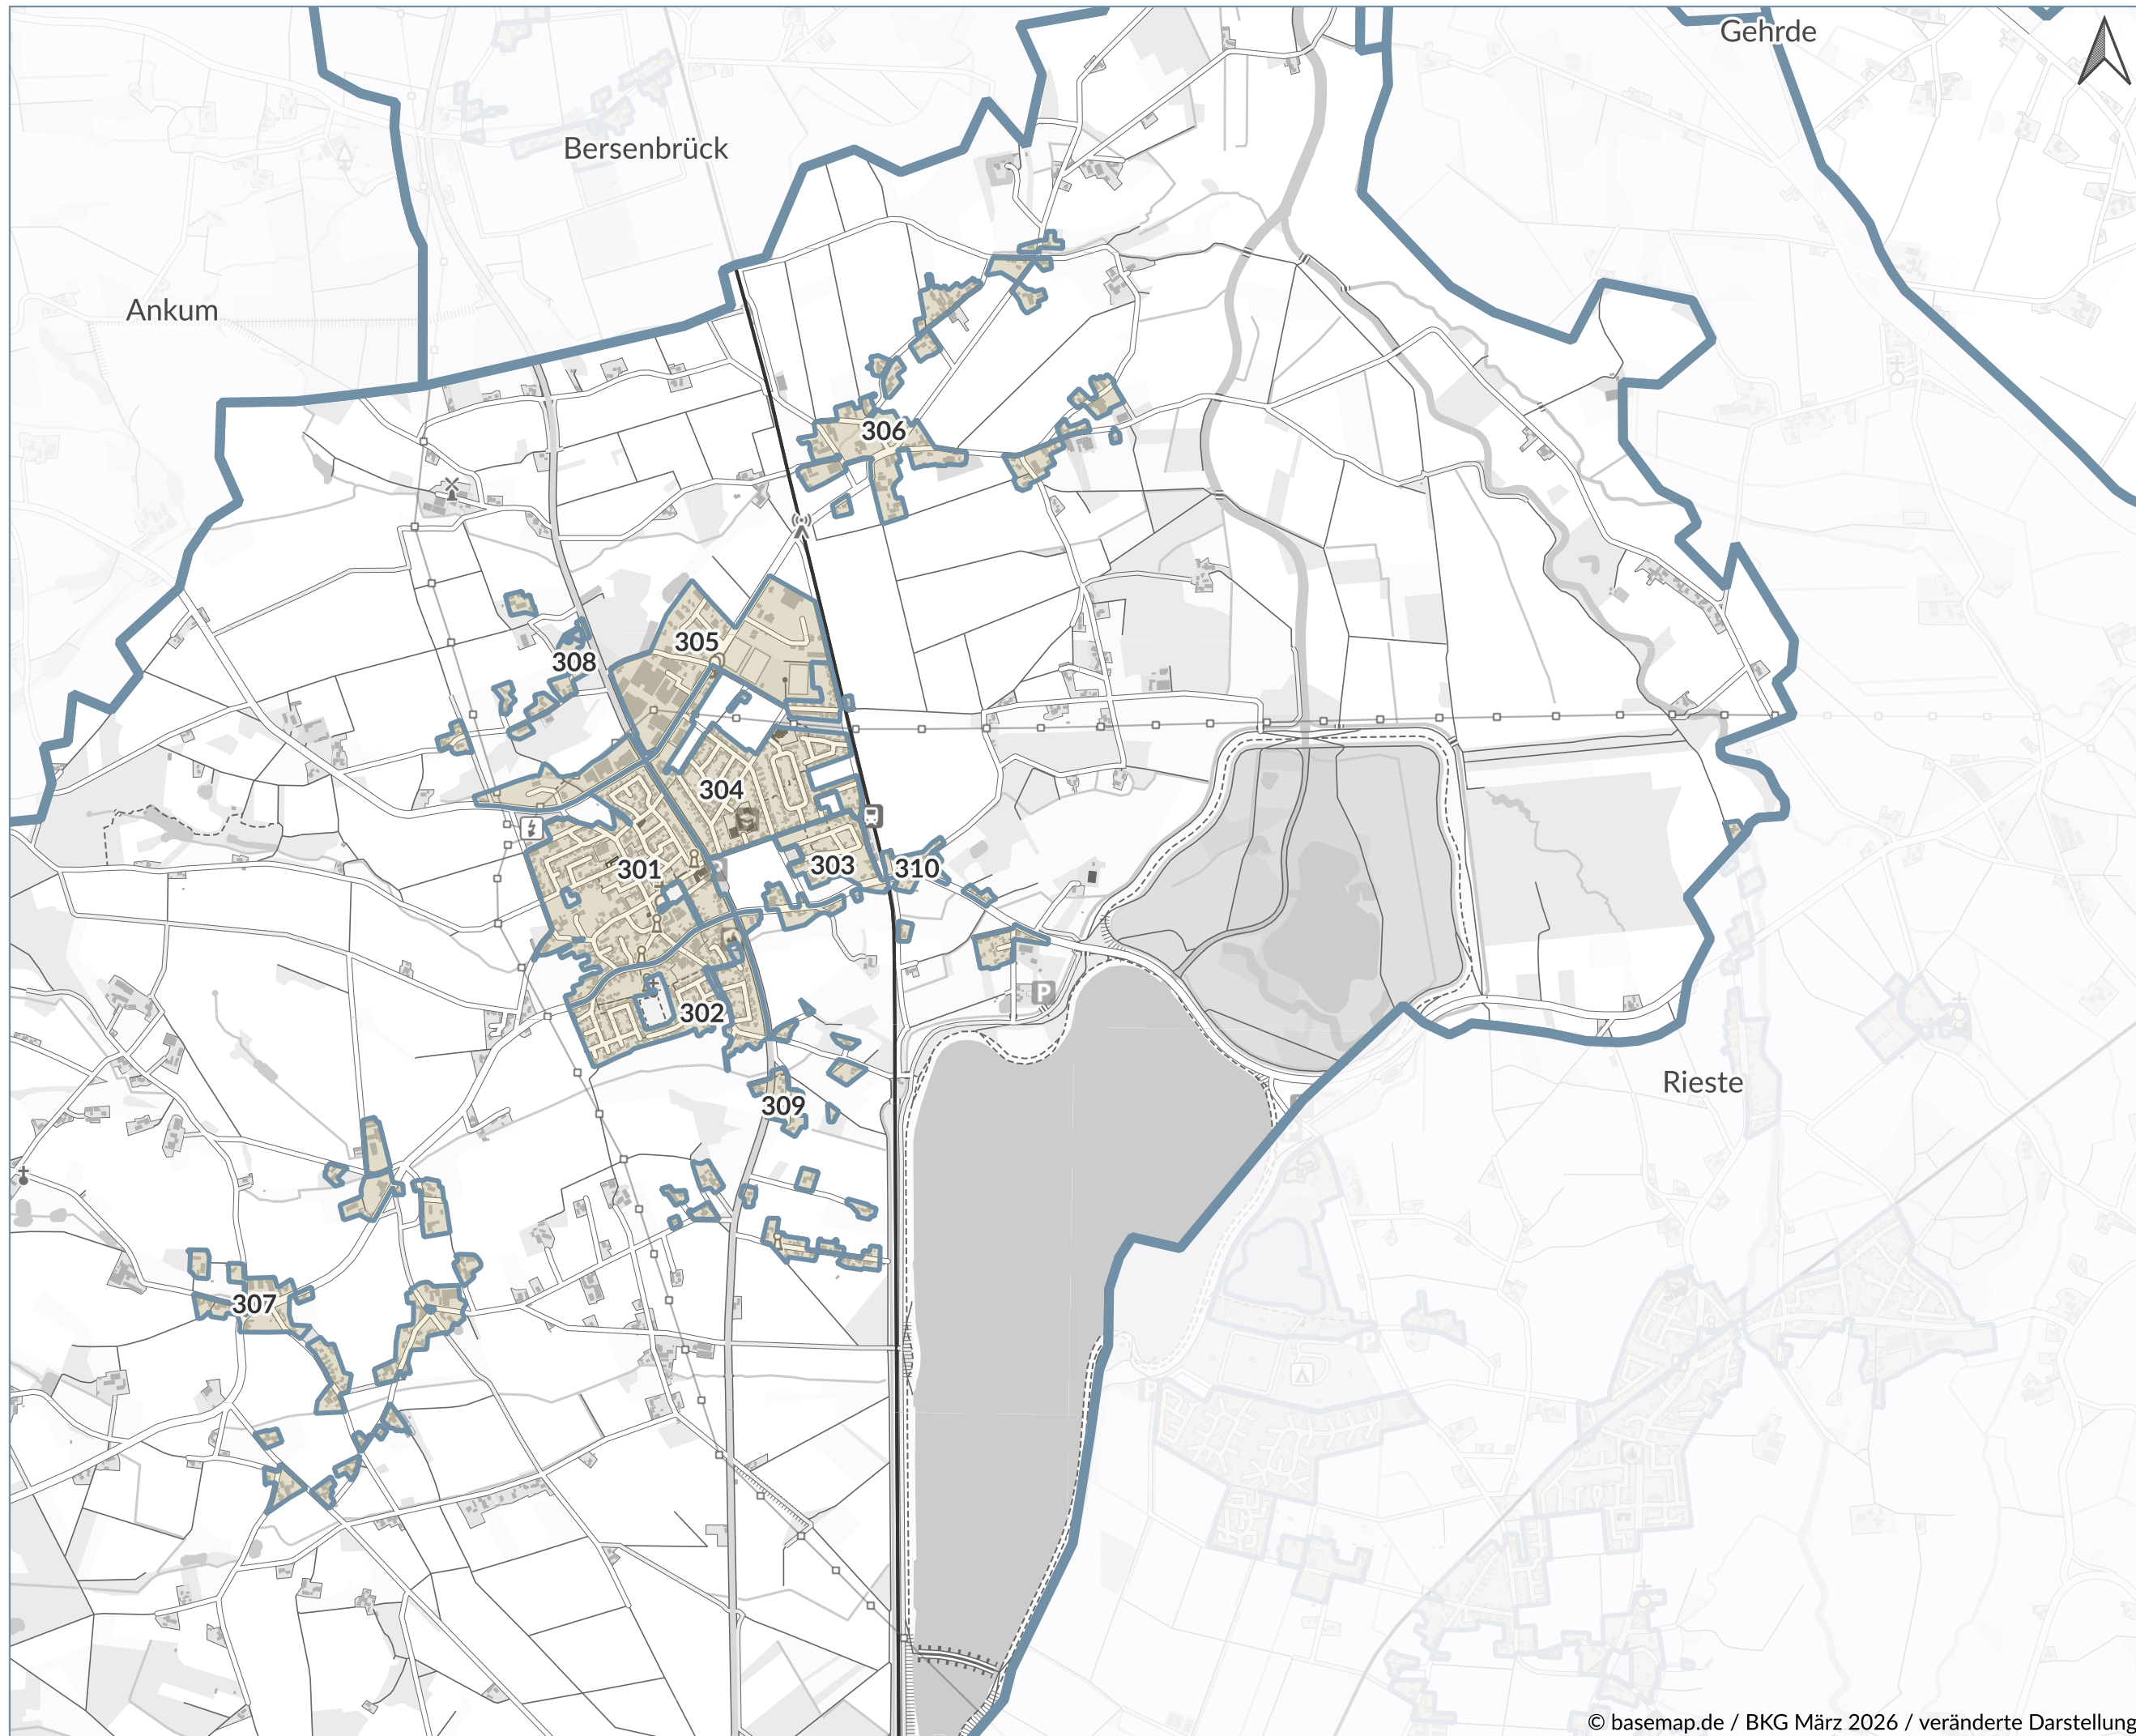 Gehrde
Bersenbrück
Ankum
306
305
308
304
301
303
310
302
Rieste
309
307
P
© basemap.de / BKG März 2026 / veränderte Darstellung